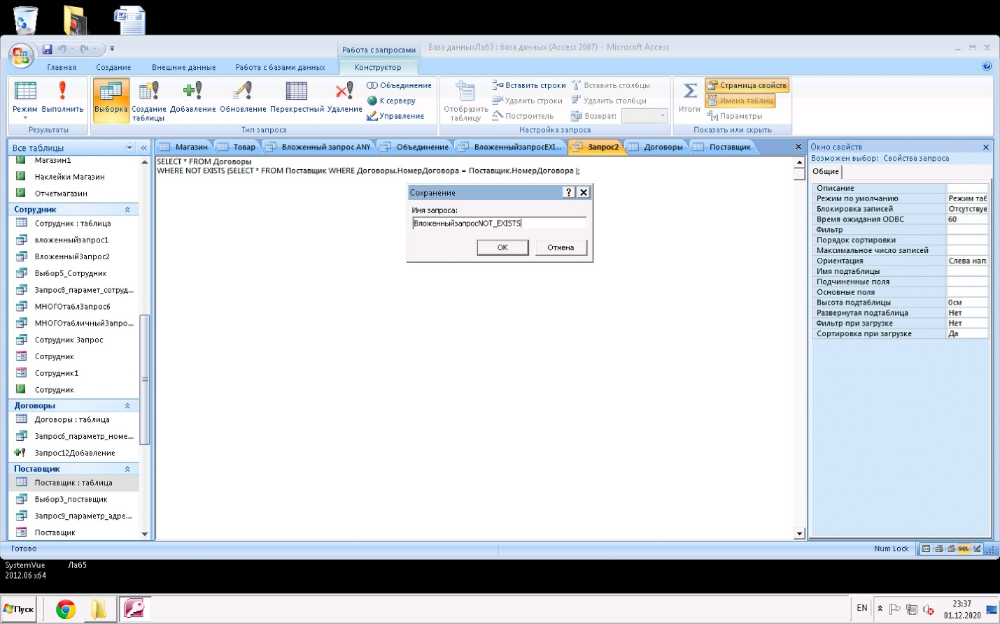 Работа с запросами
База данныхЛаб3 : база данных (Access 2007) - Microsoft Access
Главная
Создание
Внешние данные
Работа с базами данных
Конструктор
Режим
Выполнить
Результаты
Выборка
Создание таблицы
Добавление
Обновление
Перекрестный
Удаление
Объединение
К серверу
Управление
Тип запроса
Отобразить таблицу
Вставить строки
Удалить строки
Построитель
Вставить столбцы
Удалить столбцы
Возврат:
Настройка запроса
Итоги
Страница свойств
Имена таблиц
Параметры
Показать или скрыть
Все таблицы
Магазин
Товар
Вложенный запрос ANY
Объединение
ВложенныйзапросEXI...
Запрос2
Договоры
Поставщик
Магазин1
Наклейки Магазин
Отчетмагазин
Сотрудник
Сотрудник : таблица
вложенныйзапрос1
Вложенный3апрос2
Выбор5_Сотрудник
Запрос8_парамет_сотруд...
МНОГОтаблЗапрос6
МНОГОтабличныйЗапро...
Сотрудник Запрос
Сотрудник
Сотрудник1
Сотрудник
Договоры
Договоры : таблица
Запрос6_параметр_номе...
Запрос12Добавление
Поставщик
Поставщик : таблица
Выбор3_поставщик
Запрос9_параметр_адре...
Поставщик
SELECT * FROM Договоры
WHERE NOT EXISTS (SELECT * FROM Поставщик WHERE Договоры.НомерДоговора = Поставщик.НомерДоговора );
Сохранение
Имя запроса:
ВложенныйзапросNOT_EXISTS
OK
Отмена
Окно свойств
Возможен выбор: Свойства запроса
Общие
Описание
Режим по умолчанию Режим таб
Блокировка записей Отсутствуе
Время ожидания ODBC 60
Фильтр
Порядок сортировки
Максимальное число записей
Ориентация Слева нап
Имя подтаблицы
Подчиненные поля
Основные поля
Высота подтаблицы 0см
Развернутая подтаблица Нет
Фильтр при загрузке Нет
Сортировка при загрузке Да
Готово
Num Lock
SQL
SystemVue
2012.06 x64
Лаб5
Пуск
EN
23:37
01.12.2020